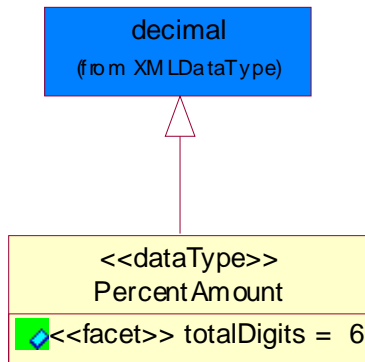 decimal
(from XMLDataType)
<<dataType>>
PercentAmount
<<facet>> totalDigits = 6